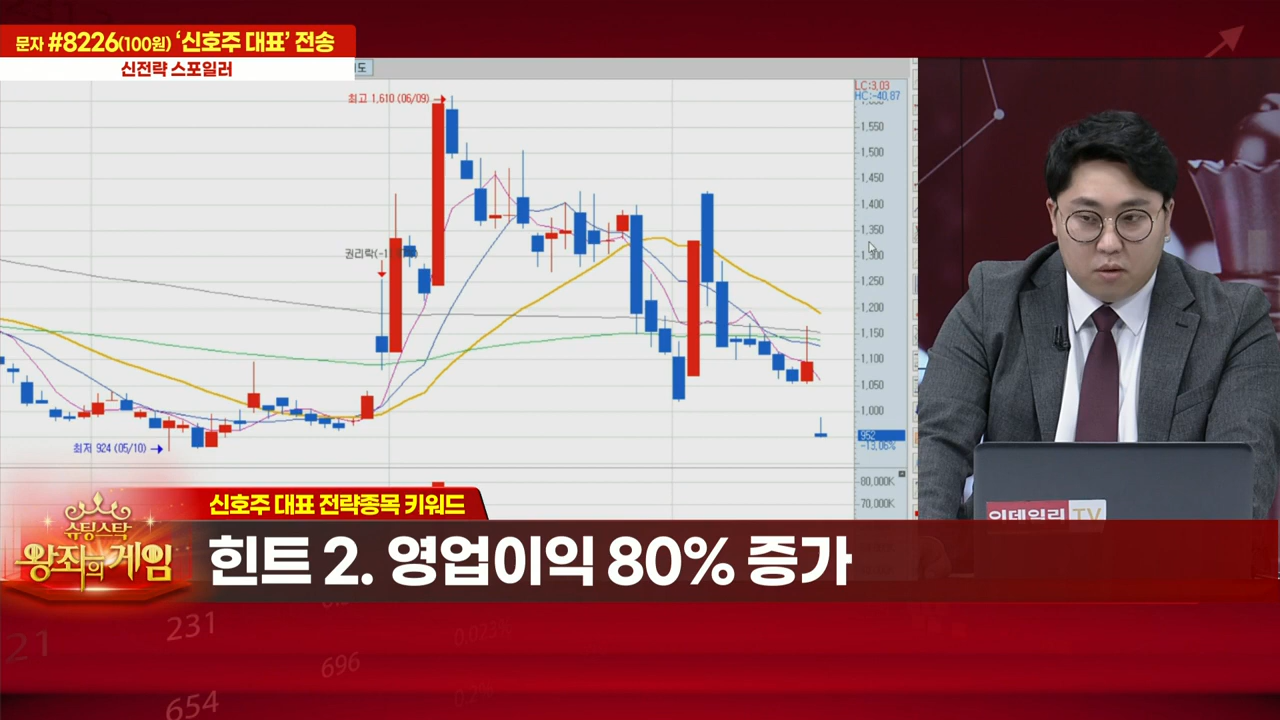 문자 #8226(100원) ‘신호주 대표’ 전송
신전략 스포일러
도
LC:3,03
HC:-40,87
최고 1,610 (06/09)
1,550
1,500
1,450
1,400
1,350
권리락(-1
1,300
1,250
1,200
1,150
1,100
1,050
1,000
최저 924 (05/10)
952
-13,06%
80,000K
70,000K
이데일리 TV
신호주 대표 전략종목 키워드
슈팅스탁
왕좌의 게임
힌트 2. 영업이익 80% 증가
21
231
0.023%
696
654